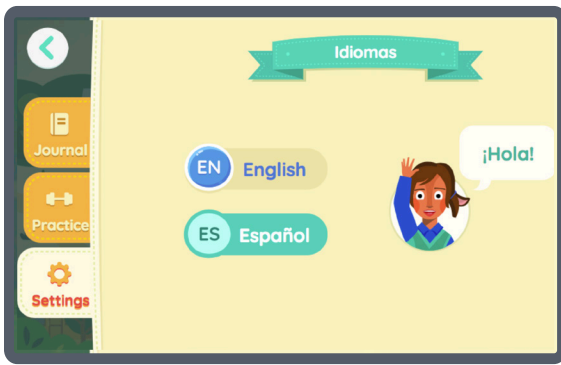 Idiomas
Journal
Practice
Settings
EN English
ES Español
¡Hola!